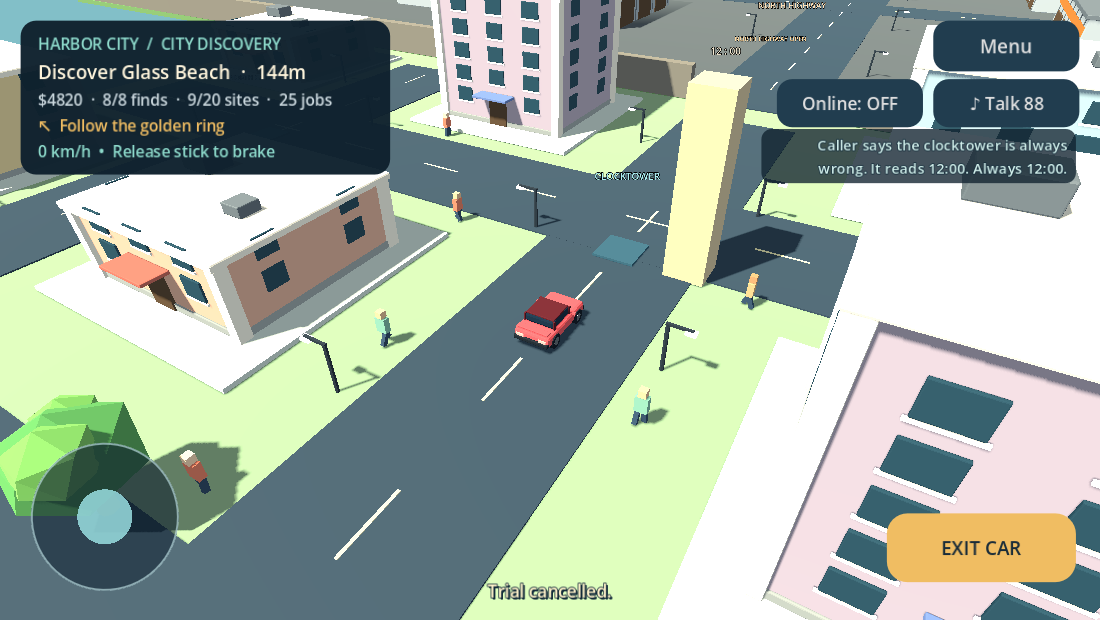 HARBOR CITY / CITY DISCOVERY
Discover Glass Beach · 144m
$4820 · 8/8 finds · 9/20 sites · 25 jobs
↖ Follow the golden ring
0 km/h • Release stick to brake
NORTH HIGHWAY
12:00
CLOCKTOWER
Menu
Online: OFF
♪ Talk 88
Caller says the clocktower is always
wrong. It reads 12:00. Always 12:00.
EXIT CAR
Trial cancelled.